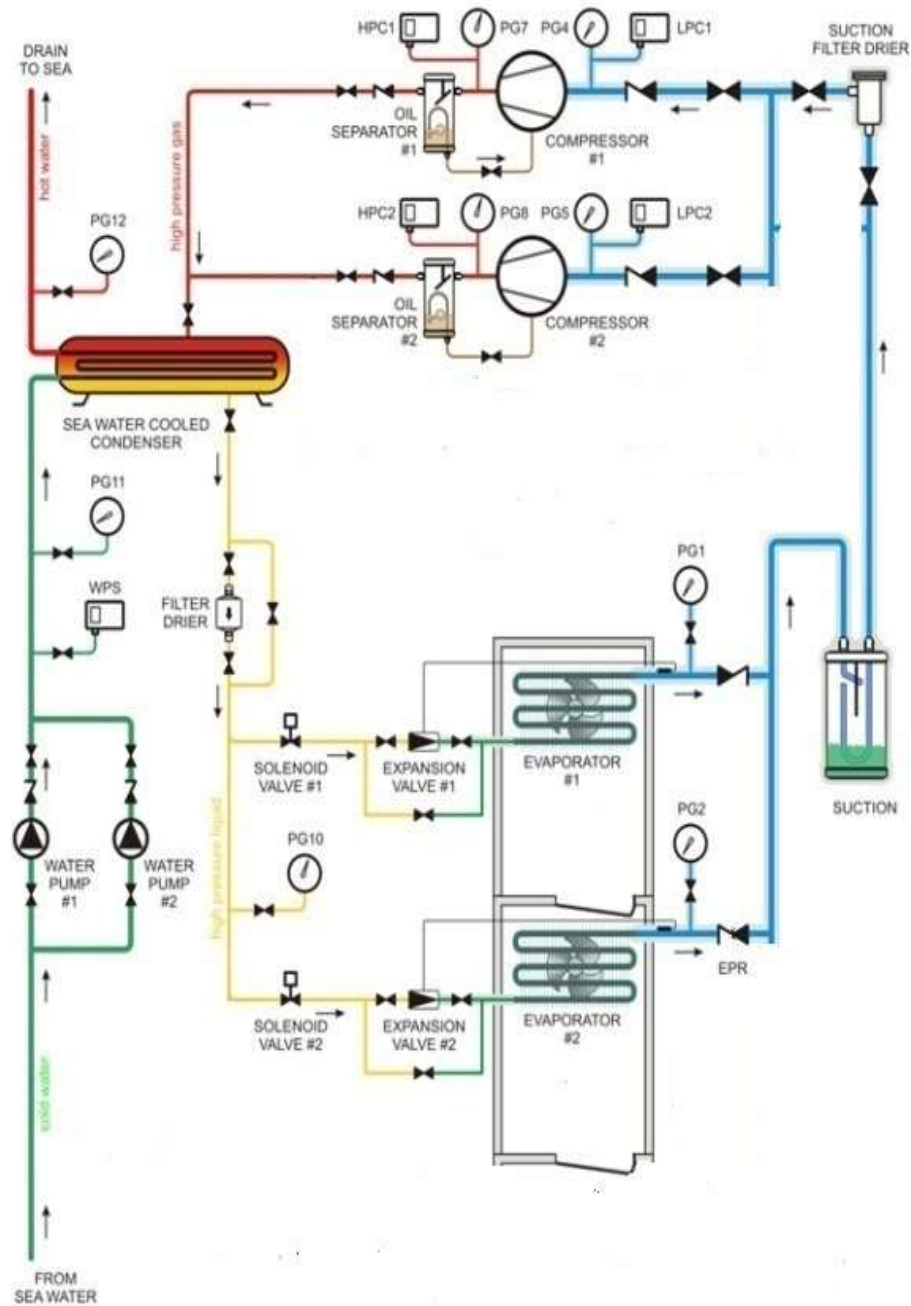 DRAIN
TO SEA
hot water
PG12
high pressure gas
HPC1
PG7
PG4
LPC1
SUCTION
FILTER DRIER
OIL
SEPARATOR
#1
COMPRESSOR
#1
HPC2
PG8
PG5
LPC2
OIL
SEPARATOR
#2
COMPRESSOR
#2
SEA WATER COOLED
CONDENSER
PG11
WPS
FILTER
DRIER
PG1
SOLENOID
VALVE #1
EXPANSION
VALVE #1
EVAPORATOR
#1
SUCTION
WATER
PUMP
#1
WATER
PUMP
#2
high pressure liquid
PG10
PG2
EPR
SOLENOID
VALVE #2
EXPANSION
VALVE #2
EVAPORATOR
#2
cold water
FROM
SEA WATER